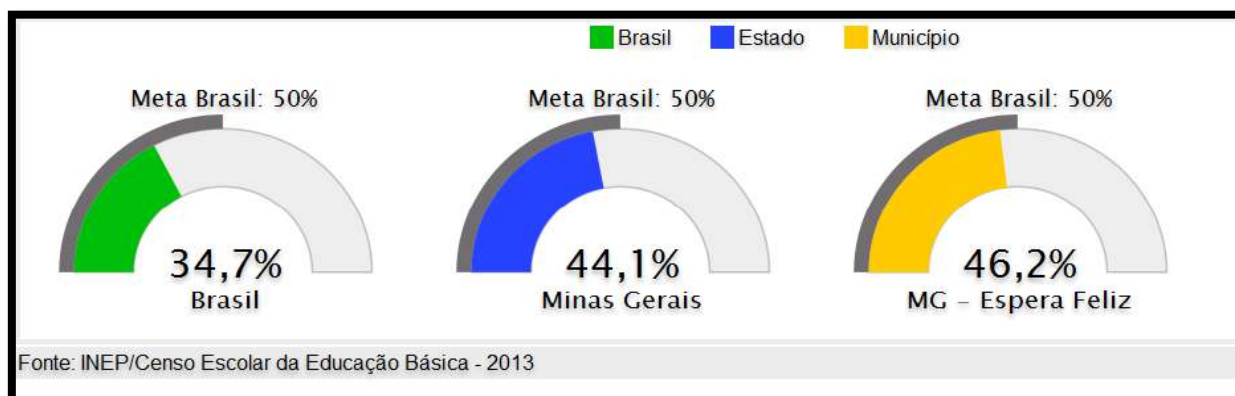 Brasil Estado Município
Meta Brasil: 50% Meta Brasil: 50% Meta Brasil: 50%
34,7% 44,1% 46,2%
Brasil Minas Gerais MG – Espera Feliz
Fonte: INEP/Censo Escolar da Educação Básica - 2013